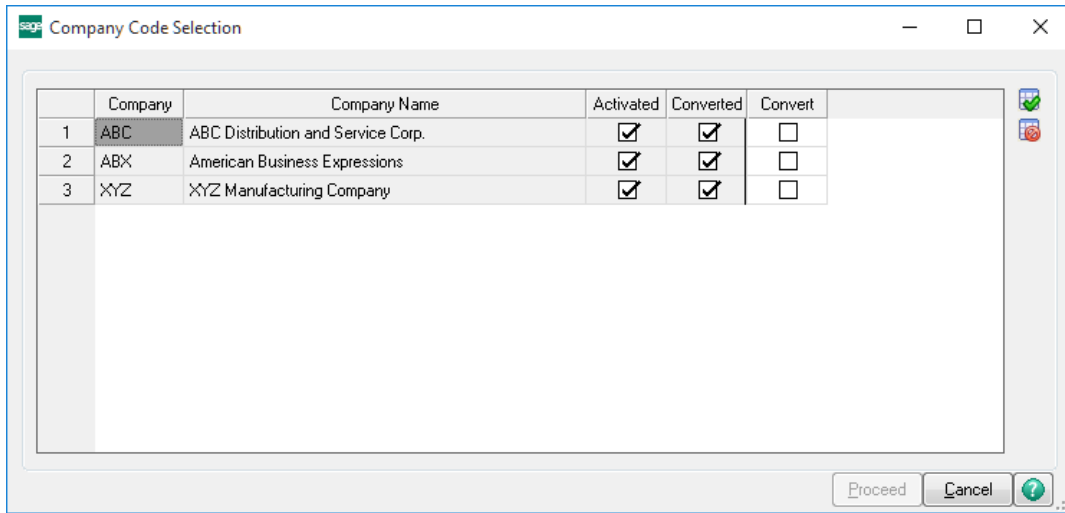 sage Company Code Selection
Company Company Name Activated Converted Convert
1 ABC ABC Distribution and Service Corp.
2 ABX American Business Expressions
3 XYZ XYZ Manufacturing Company
Proceed Cancel ?